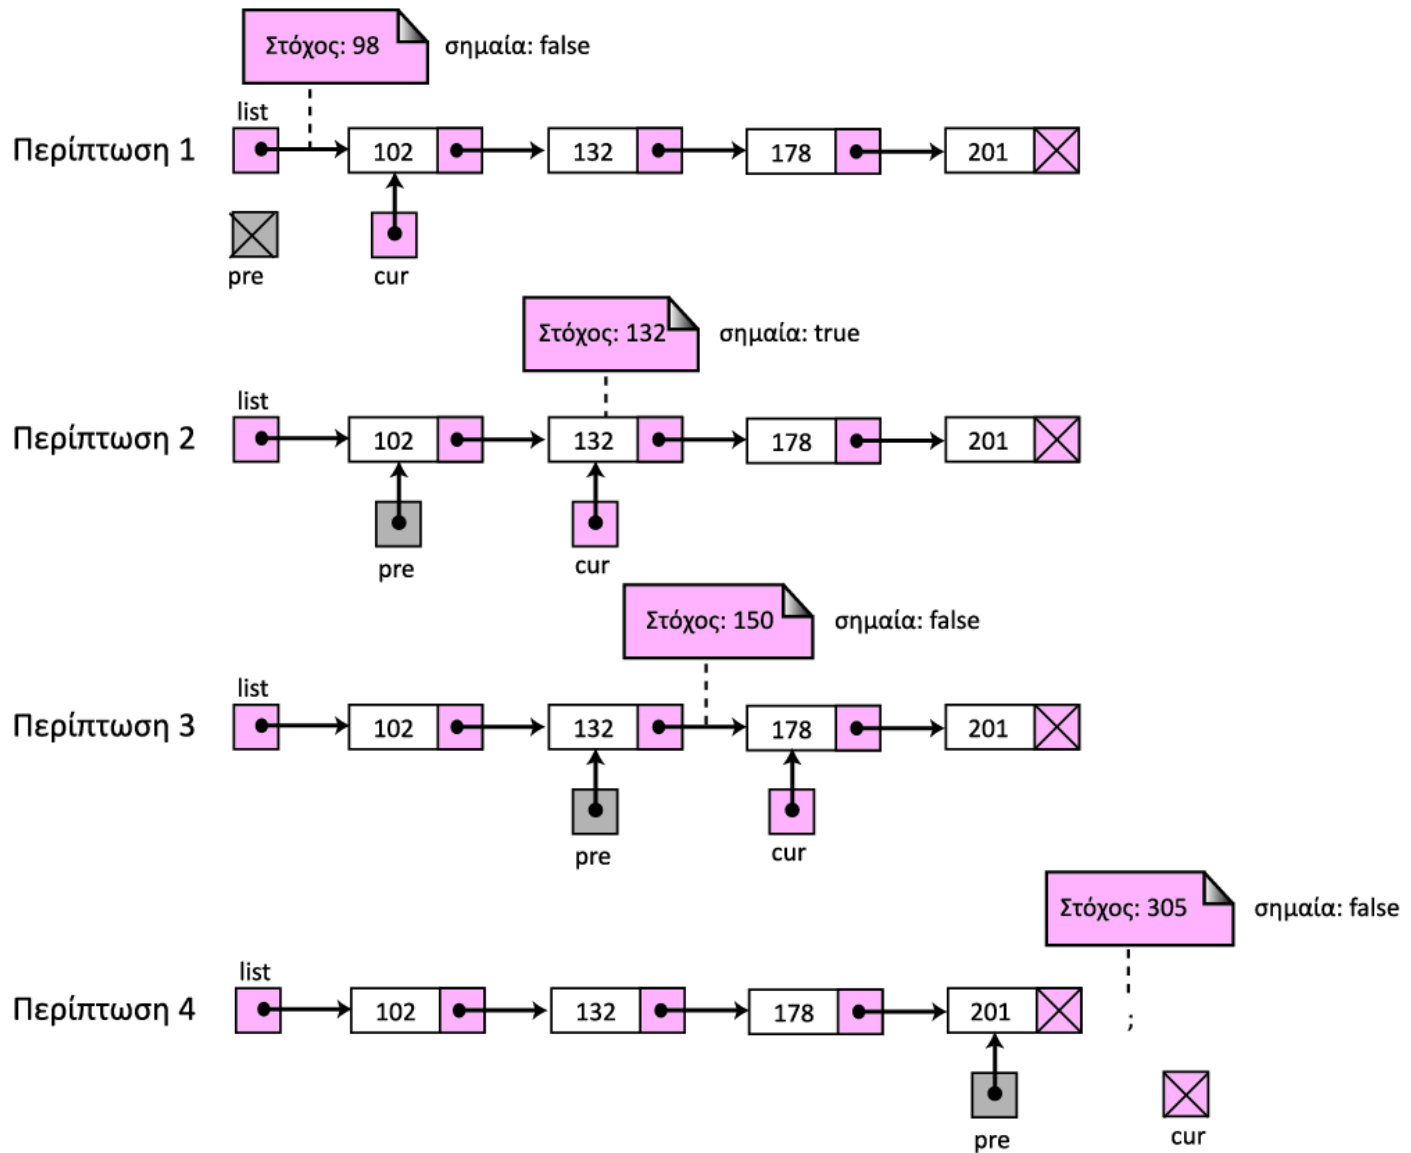 Στόχος: 98 σημαία: false
list
Περίπτωση 1 102 132 178 201
pre cur
Στόχος: 132 σημαία: true
list
Περίπτωση 2 102 132 178 201
pre cur
Στόχος: 150 σημαία: false
list
Περίπτωση 3 102 132 178 201
pre cur
Στόχος: 305 σημαία: false
list
Περίπτωση 4 102 132 178 201 ;
pre cur